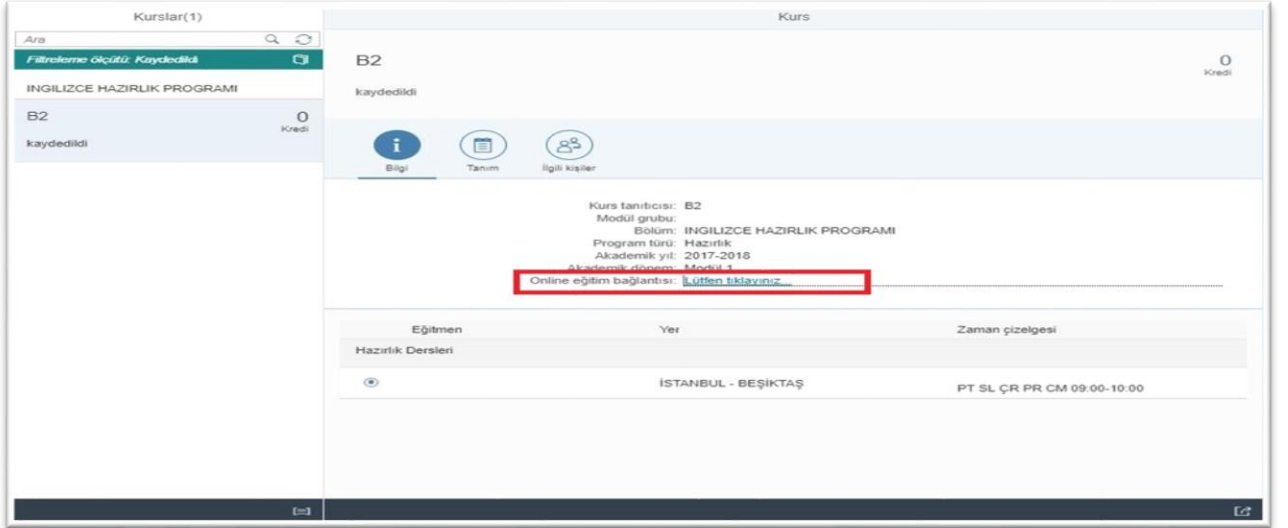 Kurslar(1)
Ara
Filtreleme ölçütü: Kaydedildi
INGILIZCE HAZIRLIK PROGRAMI
B2
0
Kredi
kaydedildi
Kurs
B2
0
Kredi
kaydedildi
Bilgi
Tanım
İlgili kişiler
Kurs tanıtıcısı: B2
Modül grubu:
Bölüm: INGILIZCE HAZIRLIK PROGRAMI
Program türü: Hazırlık
Akademik yıl: 2017-2018
Akademik dönem: Modül 1
Online eğitim bağlantısı: Lütfen tıklayınız...
Eğitmen Yer Zaman çizelgesi
Hazırlık Dersleri
İSTANBUL - BEŞİKTAŞ PT SL ÇR PR CM 09:00-10:00